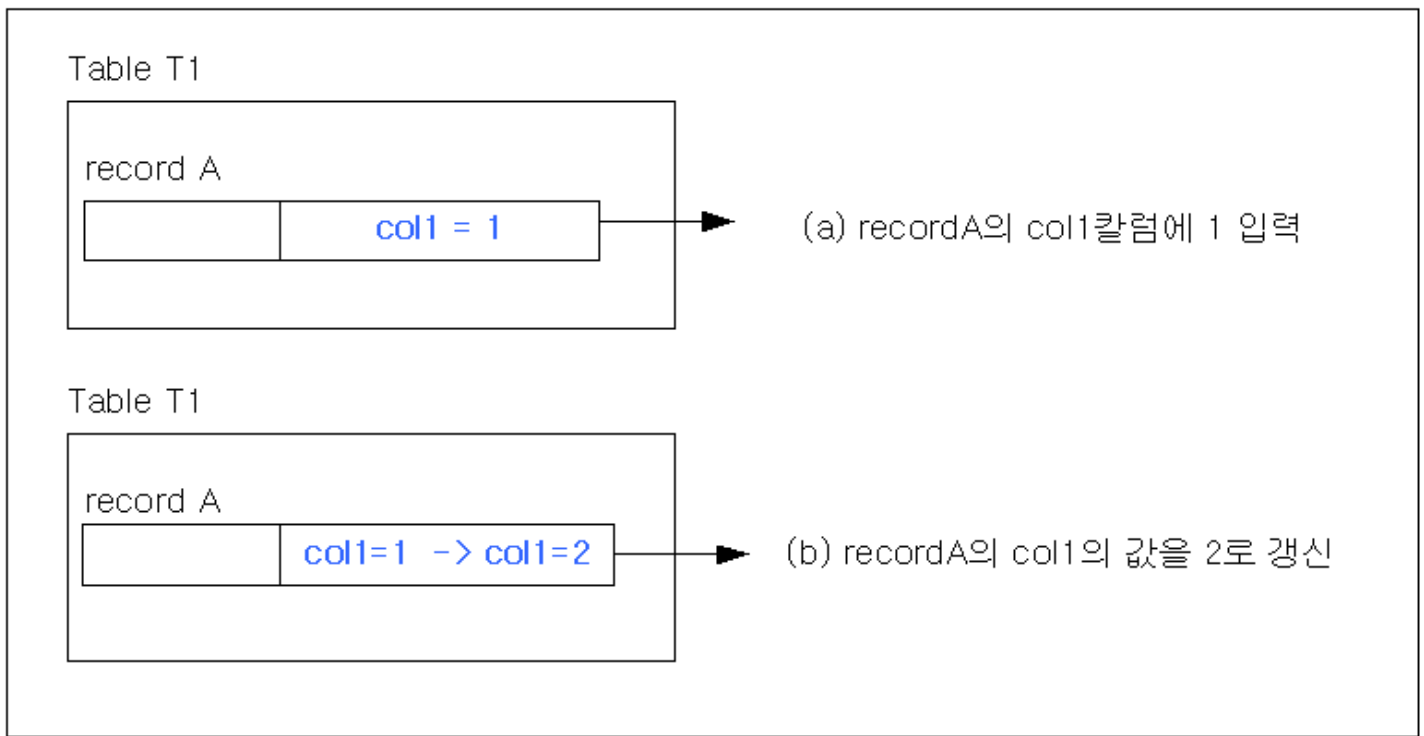 Table T1
record A
col1 = 1
(a) recordA의 col1칼럼에 1 입력
Table T1
record A
col1=1 -> col1=2
(b) recordA의 col1의 값을 2로 갱신